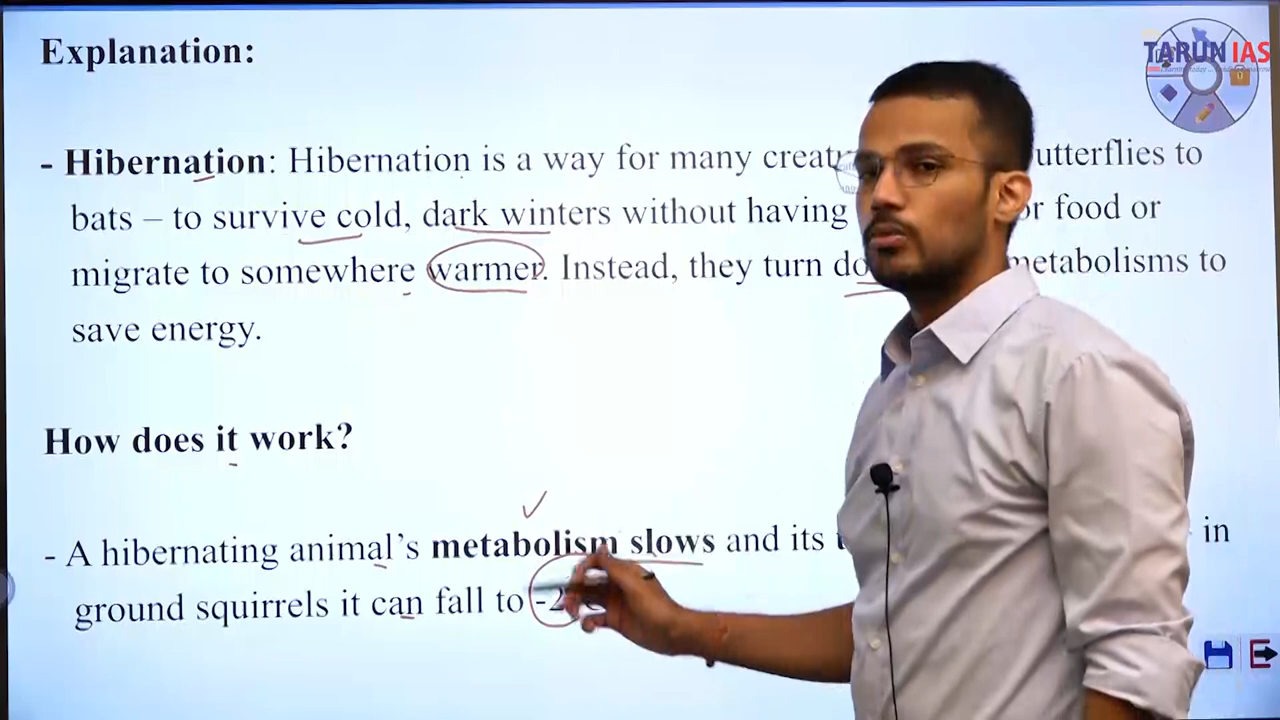 TARUN IAS
Explanation:
- Hibernation: Hibernation is a way for many utterflies to
bats – to survive cold, dark winters without having or food or
migrate to somewhere warmer. Instead, they turn metabolisms to
save energy.
How does it work?
- A hibernating animal's metabolism slows and its in
ground squirrels it can fall to -2